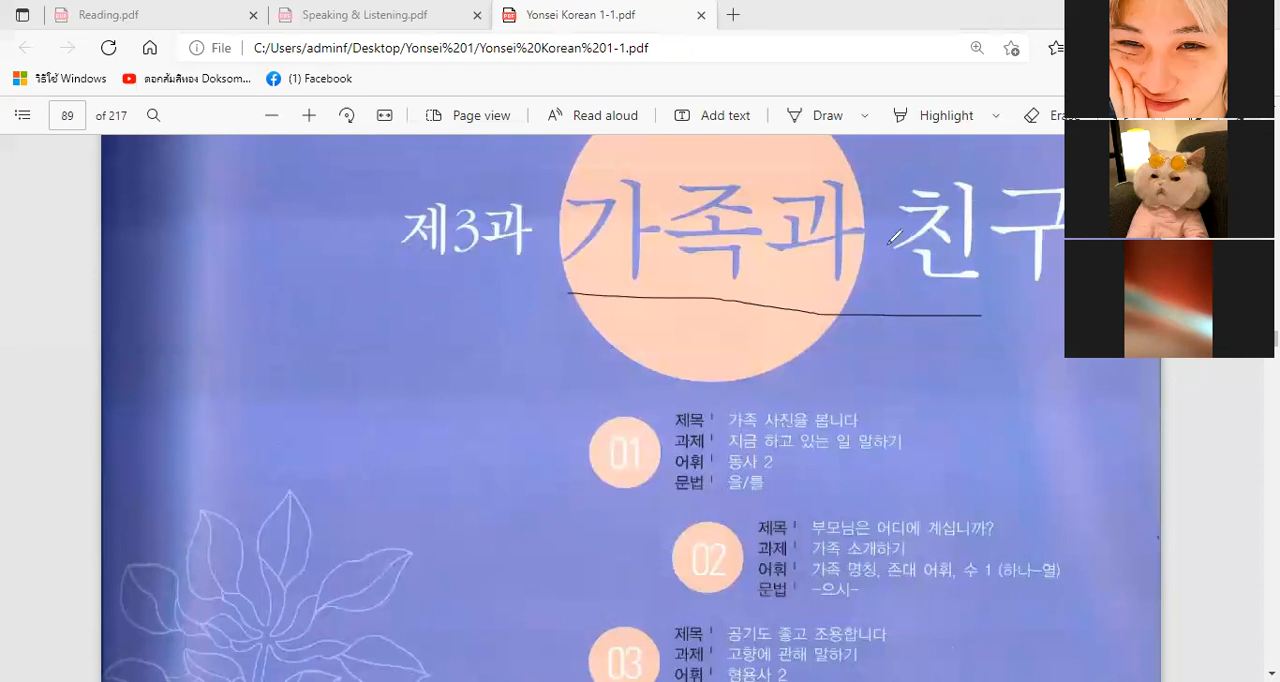 Reading.pdf
Speaking & Listening.pdf
Yonsei Korean 1-1.pdf
File
C:/Users/adminf/Desktop/Yonsei%201/Yonsei%20Korean%201-1.pdf
วิธีใช้ Windows
ดอกส้มสีทอง Doksom...
(1) Facebook
89 of 217
Page view
Read aloud
Add text
Draw
Highlight
제3과 가족과 친구
01
제목 가족 사진을 봅니다
과제 지금 하고 있는 일 말하기
어휘 동사 2
문법 을/를
02
제목 부모님은 어디에 계십니까?
과제 가족 소개하기
어휘 가족 명칭, 존대 어휘, 수 1 (하나-열)
문법 -으시-
03
제목 공기도 좋고 조용합니다
과제 고향에 관해 말하기
어휘 형용사 2